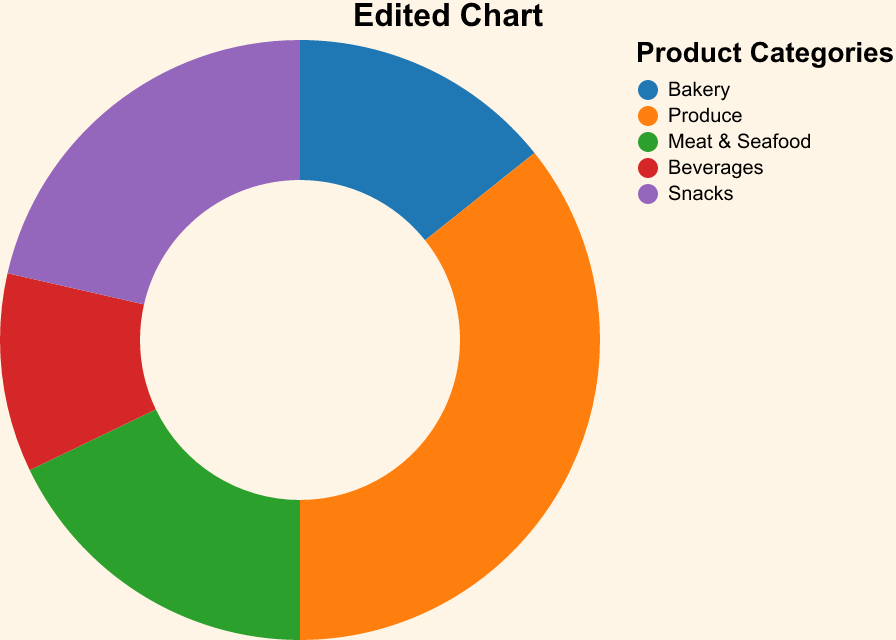 Edited Chart
Product Categories
Bakery
Produce
Meat & Seafood
Beverages
Snacks